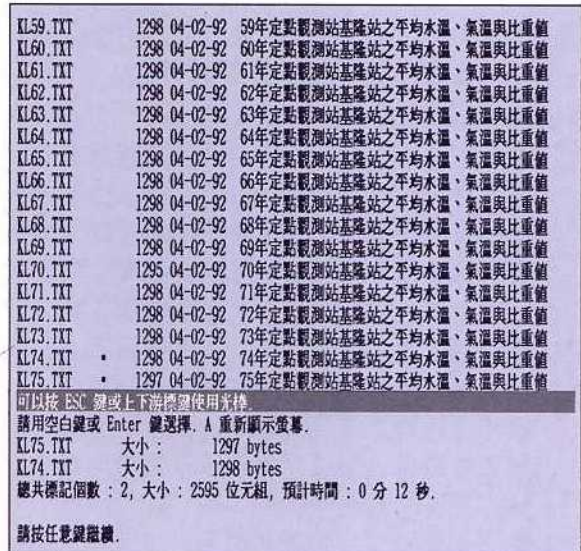 KL59.TXT 1298 04-02-92 59年定點觀測站基隆站之平均水溫、氣溫與比重值
KL60.TXT 1298 04-02-92 60年定點觀測站基隆站之平均水溫、氣溫與比重值
KL61.TXT 1298 04-02-92 61年定點觀測站基隆站之平均水溫、氣溫與比重值
KL62.TXT 1298 04-02-92 62年定點觀測站基隆站之平均水溫、氣溫與比重值
KL63.TXT 1298 04-02-92 63年定點觀測站基隆站之平均水溫、氣溫與比重值
KL64.TXT 1298 04-02-92 64年定點觀測站基隆站之平均水溫、氣溫與比重值
KL65.TXT 1298 04-02-92 65年定點觀測站基隆站之平均水溫、氣溫與比重值
KL66.TXT 1298 04-02-92 66年定點觀測站基隆站之平均水溫、氣溫與比重值
KL67.TXT 1298 04-02-92 67年定點觀測站基隆站之平均水溫、氣溫與比重值
KL68.TXT 1298 04-02-92 68年定點觀測站基隆站之平均水溫、氣溫與比重值
KL69.TXT 1298 04-02-92 69年定點觀測站基隆站之平均水溫、氣溫與比重值
KL70.TXT 1295 04-02-92 70年定點觀測站基隆站之平均水溫、氣溫與比重值
KL71.TXT 1298 04-02-92 71年定點觀測站基隆站之平均水溫、氣溫與比重值
KL72.TXT 1298 04-02-92 72年定點觀測站基隆站之平均水溫、氣溫與比重值
KL73.TXT 1298 04-02-92 73年定點觀測站基隆站之平均水溫、氣溫與比重值
KL74.TXT * 1298 04-02-92 74年定點觀測站基隆站之平均水溫、氣溫與比重值
KL75.TXT * 1297 04-02-92 75年定點觀測站基隆站之平均水溫、氣溫與比重值
可以按 ESC 鍵或上下游標鍵使用光棒.
請用空白鍵或 Enter 鍵選擇. A 重新顯示螢幕.
KL75.TXT 大小 : 1297 bytes
KL74.TXT 大小 : 1298 bytes
總共標記個數 : 2, 大小 : 2595 位元組, 預計時間 : 0 分 12 秒.
請按任意鍵繼續.